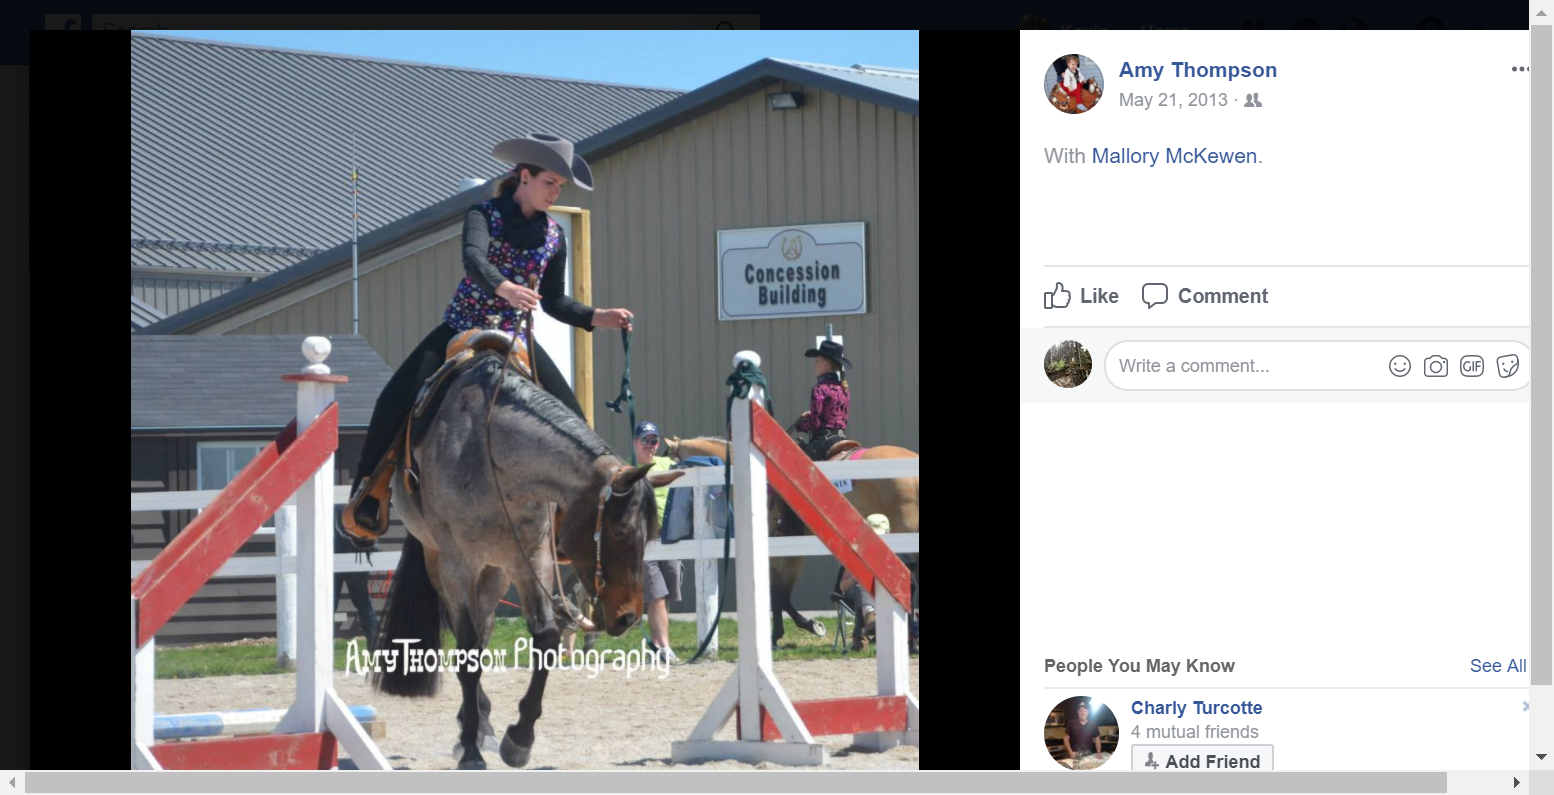 Search
Amy Thompson
May 21, 2013 ·
With Mallory McKewen.
Concession
Building
Like
Comment
Write a comment...
GIF
AmyThompson Photography
People You May Know
See All
Charly Turcotte
4 mutual friends
Add Friend